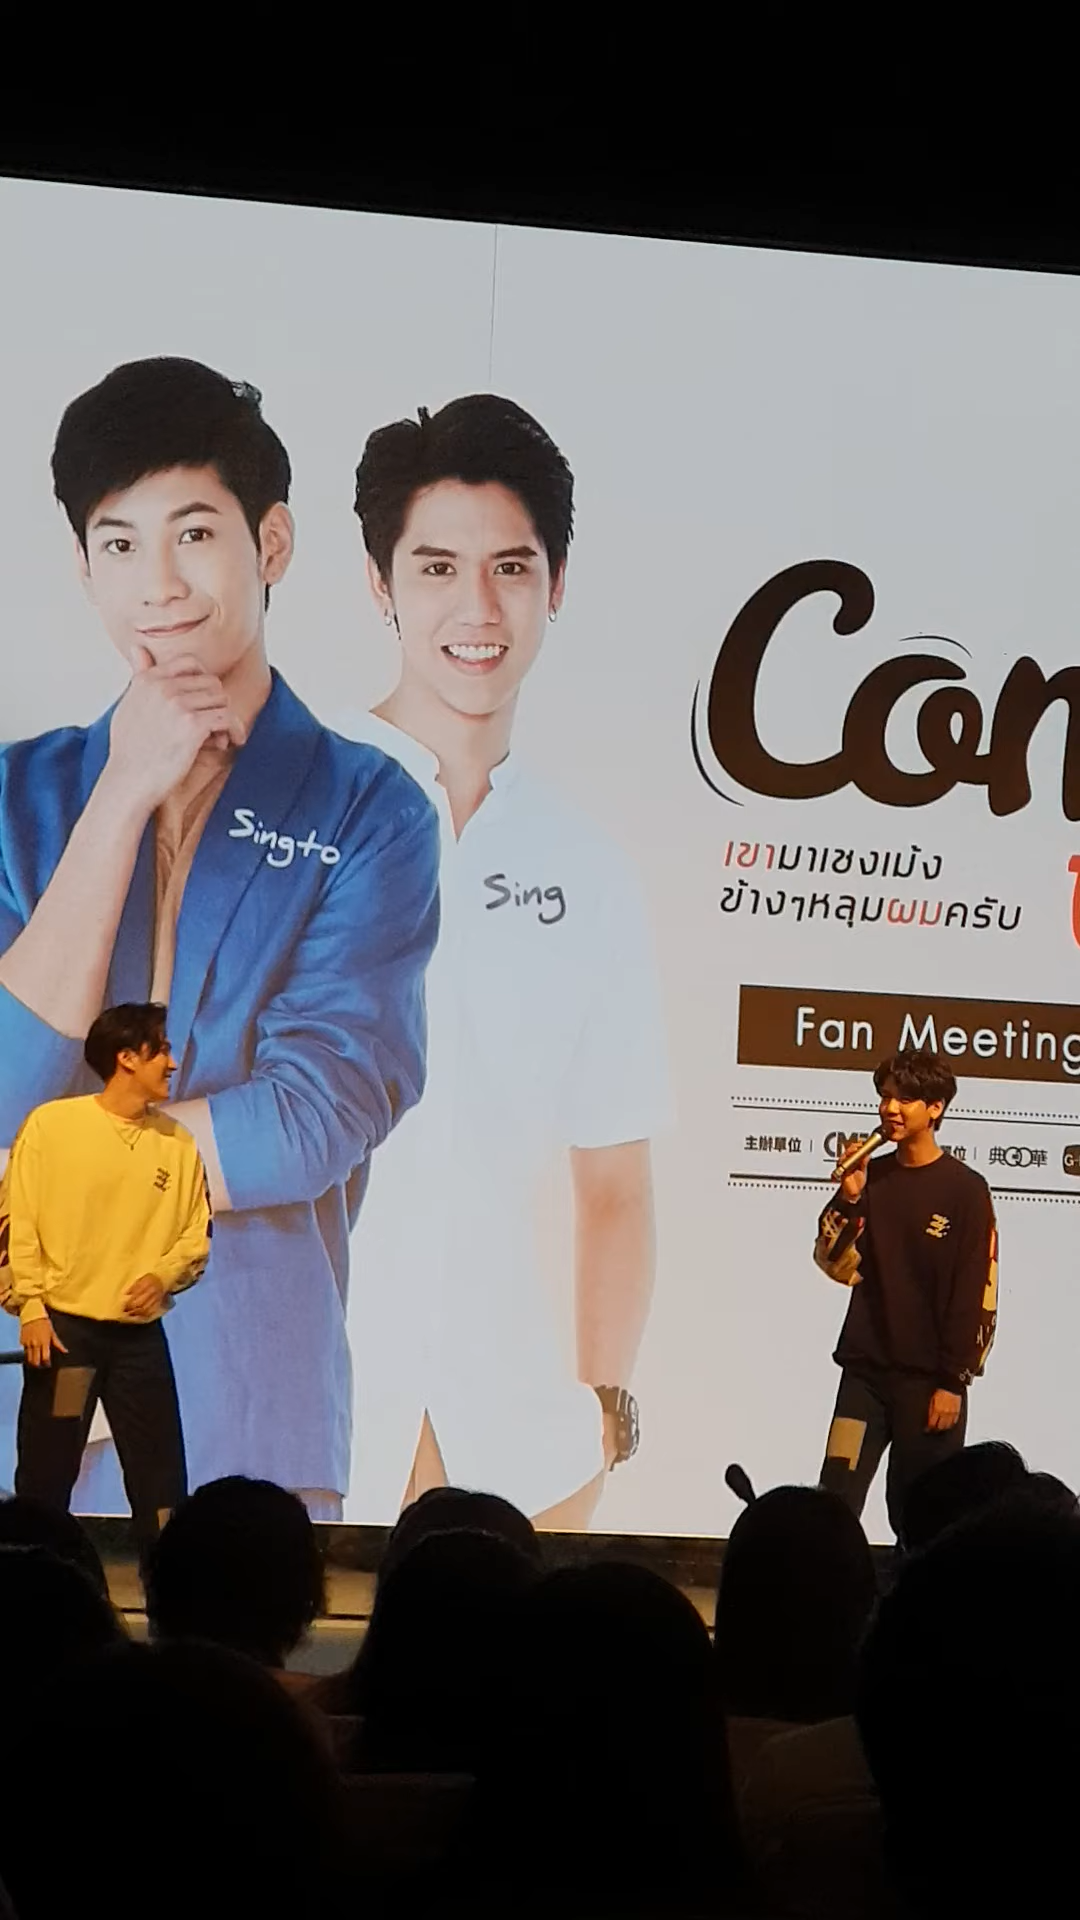 Singto
Sing
Com
เขามาเชงเม้ง
ข้างๆหลุมผมครับ
Fan Meeting
主辦單位
典華